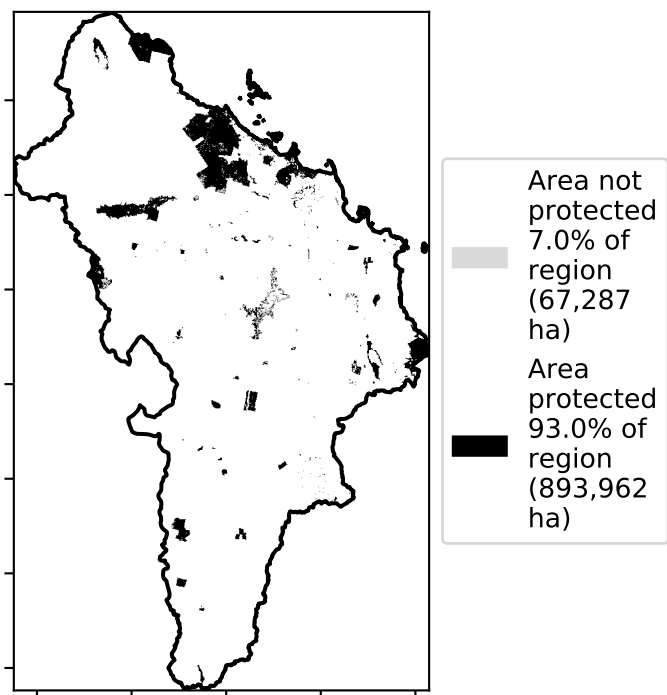 Area not
protected
7.0% of
region
(67,287
ha)
Area
protected
93.0% of
region
(893,962
ha)